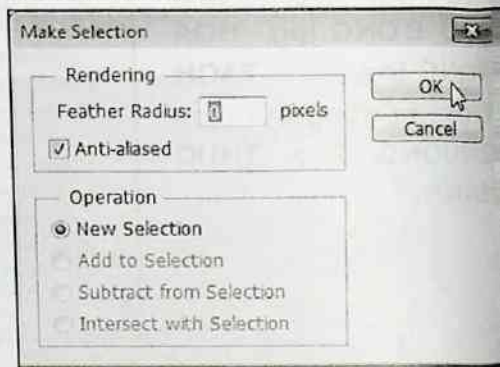 Make Selection
Rendering
Feather Radius: pixels
Anti-aliased
OK
Cancel
Operation
New Selection
Add to Selection
Subtract from Selection
Intersect with Selection